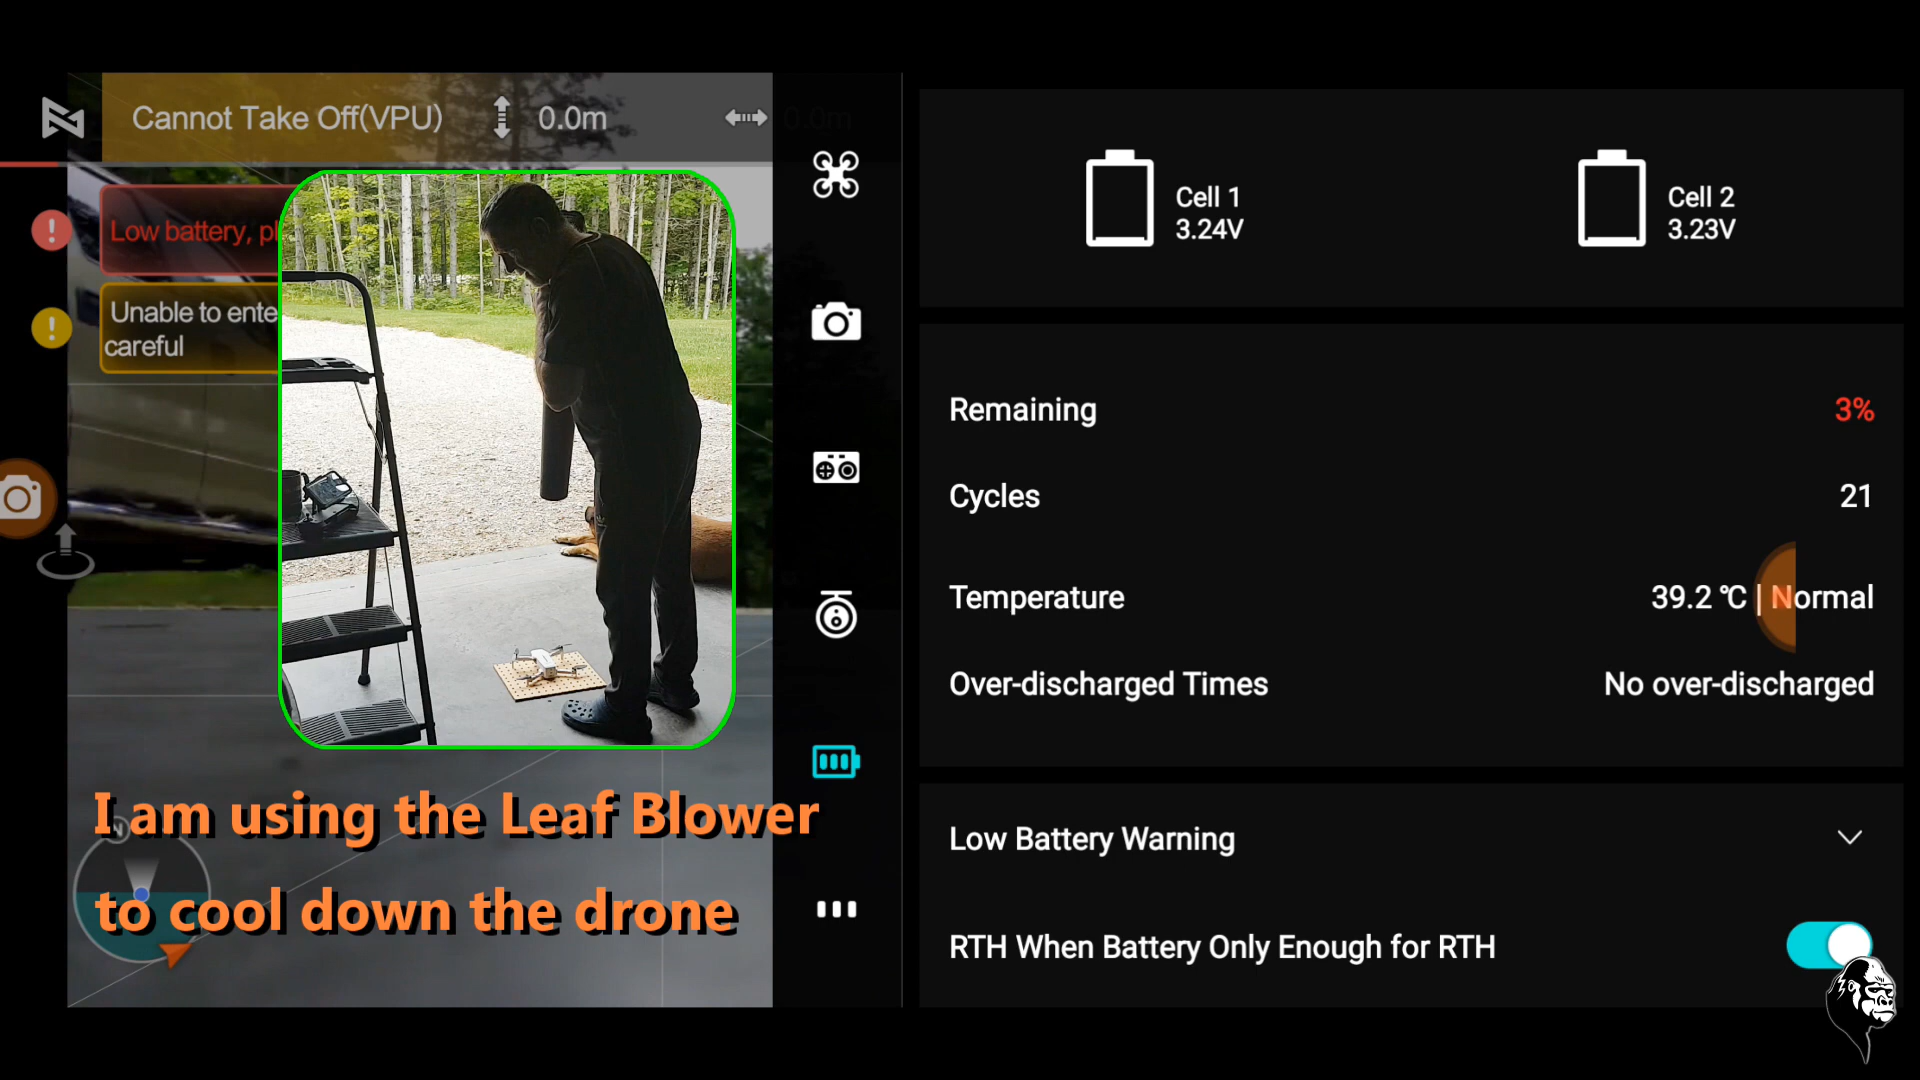 Cannot Take Off(VPU)
0.0m
0.0m
Low battery, pl
Unable to ente
careful
Cell 1
3.24V
Cell 2
3.23V
Remaining
3%
Cycles
21
Temperature
39.2 ℃ | Normal
Over-discharged Times
No over-discharged
Low Battery Warning
RTH When Battery Only Enough for RTH
N
I am using the Leaf Blower
to cool down the drone